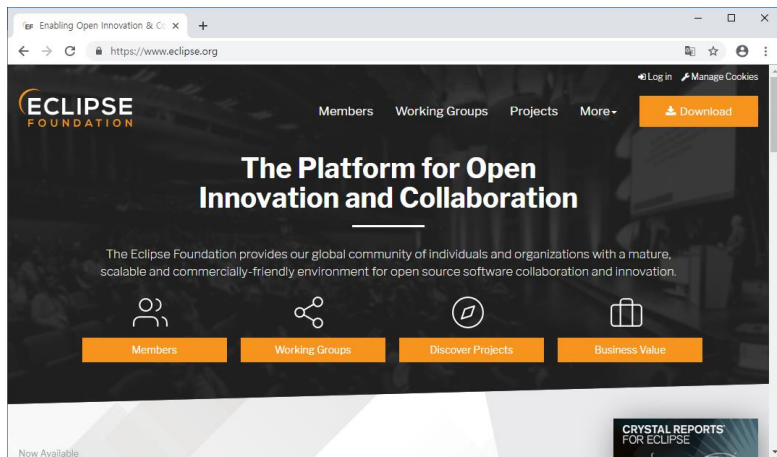 Enabling Open Innovation & Co
https://www.eclipse.org
Log in Manage Cookies
ECLIPSE
FOUNDATION
Members Working Groups Projects More
Download
The Platform for Open
Innovation and Collaboration
The Eclipse Foundation provides our global community of individuals and organizations with a mature,
scalable and commercially-friendly environment for open source software collaboration and innovation.
Members Working Groups Discover Projects Business Value
CRYSTAL REPORTS®
FOR ECLIPSE
Now Available